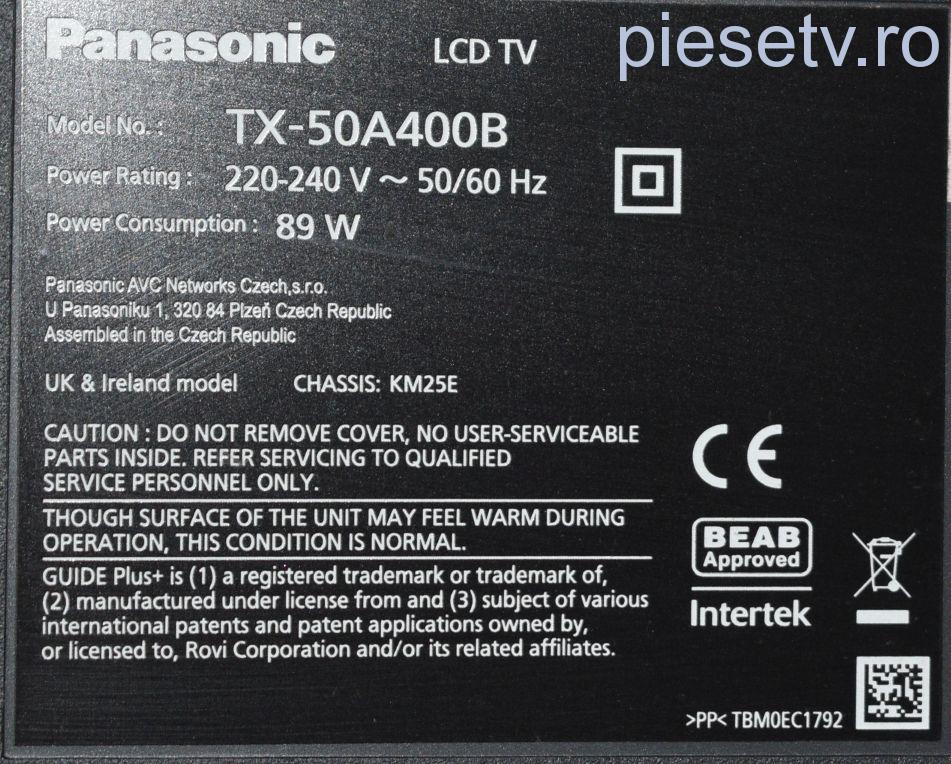 Panasonic LCD TV piesetv.ro
Model No. : TX-50A400B
Power Rating : 220-240 V ~ 50/60 Hz
Power Consumption : 89 W
Panasonic AVC Networks Czech,s.r.o.
U Panasoniku 1, 320 84 Plzeň Czech Republic
Assembled in the Czech Republic
UK & Ireland model CHASSIS: KM25E
CAUTION : DO NOT REMOVE COVER, NO USER-SERVICEABLE
PARTS INSIDE. REFER SERVICING TO QUALIFIED
SERVICE PERSONNEL ONLY.
THOUGH SURFACE OF THE UNIT MAY FEEL WARM DURING
OPERATION, THIS CONDITION IS NORMAL.
GUIDE Plus+ is (1) a registered trademark or trademark of,
(2) manufactured under license from and (3) subject of various
international patents and patent applications owned by,
or licensed to, Rovi Corporation and/or its related affiliates.
CE
BEAB
Approved
Intertek
>PP< TBM0EC1792